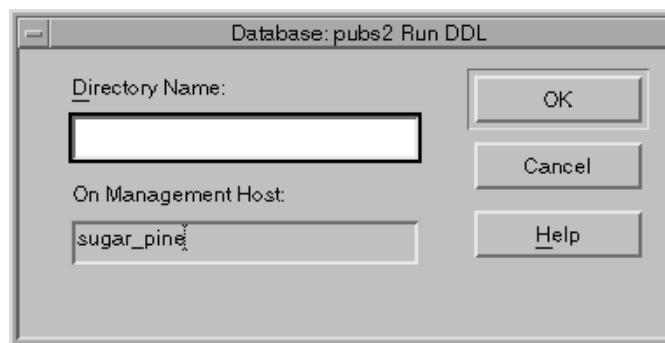 Database: pubs2 Run DDL
Directory Name:
OK
Cancel
On Management Host:
sugar_pine
Help